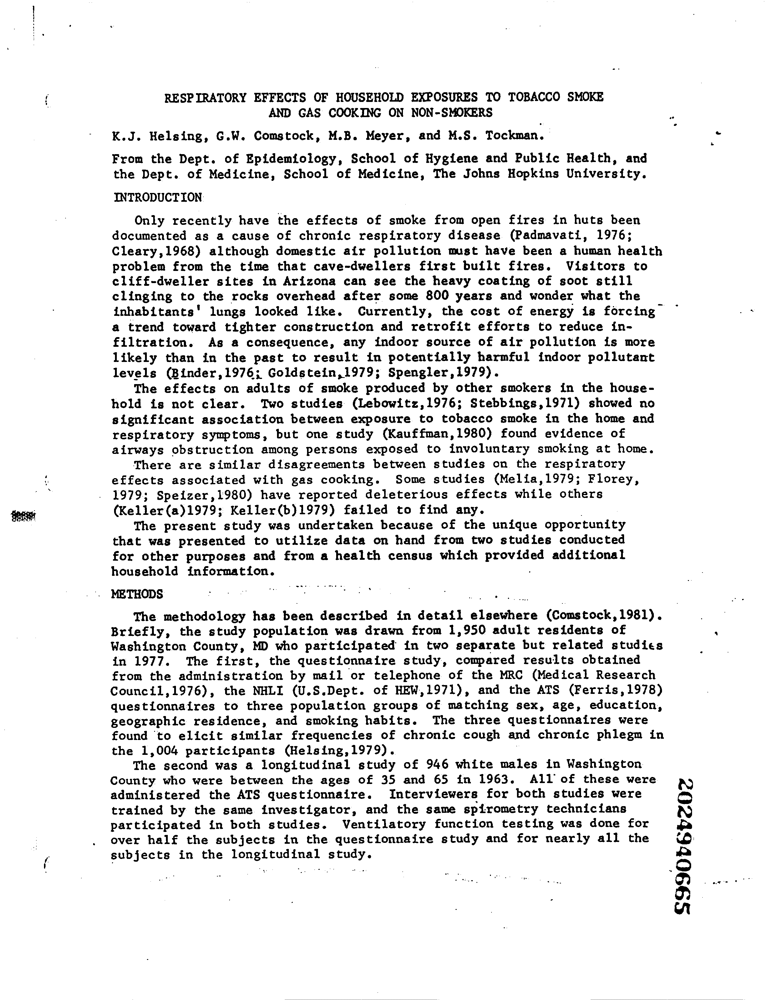 RESPIRATORY EFFECTS OF HOUSEHOLD EXPOSURES TO TOBACCO SMOKE
AND GAS COOKING ON NON-SMOKERS
K.J. Helsing, G.W. Comstock, M.B. Meyer, and M.S. Tockman.
From the Dept. of Epidemiology, School of Hygiene and Public Health, and
the Dept. of Medicine, School of Medicine, The Johns Hopkins University.
INTRODUCTION
Only recently have the effects of smoke from open fires in huts been
documented as a cause of chronic respiratory disease (Padmavati, 1976;
Cleary,1968) although domestic air pollution must have been a human health
problem from the time that cave-dwellers first built fires. Visitors to
cliff-dweller sites in Arizona can see the heavy coating of soot still
clinging to the rocks overhead after some 800 years and wonder what the
inhabitants' lungs looked like. Currently, the cost of energy is forcing
a trend toward tighter construction and retrofit efforts to reduce in-
filtration. As a consequence, any indoor source of air pollution is more
likely than in the past to result in potentially harmful indoor pollutant
levels (Binder,1976; Goldstein,1979; Spengler,1979).
The effects on adults of smoke produced by other smokers in the house-
hold is not clear. Two studies (Lebowitz,1976; Stebbings,1971) showed no
significant association between exposure to tobacco smoke in the home and
respiratory symptoms, but one study (Kauffman,1980) found evidence of
airways obstruction among persons exposed to involuntary smoking at home.
There are similar disagreements between studies on the respiratory
effects associated with gas cooking. Some studies (Melia,1979; Florey,
1979; Speizer,1980) have reported deleterious effects while others
(Keller(a)1979; Keller(b)1979) failed to find any.
The present study was undertaken because of the unique opportunity
that was presented to utilize data on hand from two studies conducted
for other purposes and from a health census which provided additional
household information.
METHODS
The methodology has been described in detail elsewhere (Comstock,1981).
Briefly, the study population was drawn from 1,950 adult residents of
Washington County, MD who participated in two separate but related studies
in 1977. The first, the questionnaire study, compared results obtained
from the administration by mail or telephone of the MRC (Medical Research
Council,1976), the NHLI (U.S.Dept. of HEW,1971), and the ATS (Ferris,1978)
questionnaires to three population groups of matching sex, age, education,
geographic residence, and smoking habits. The three questionnaires were
found to elicit similar frequencies of chronic cough and chronic phlegm in
the 1,004 participants (Helsing,1979).
The second was a longitudinal study of 946 white males in Washington
County who were between the ages of 35 and 65 in 1963. All of these were
administered the ATS questionnaire. Interviewers for both studies were
trained by the same investigator, and the same spirometry technicians
participated in both studies. Ventilatory function testing was done for
over half the subjects in the questionnaire study and for nearly all the
subjects in the longitudinal study.
2024940665